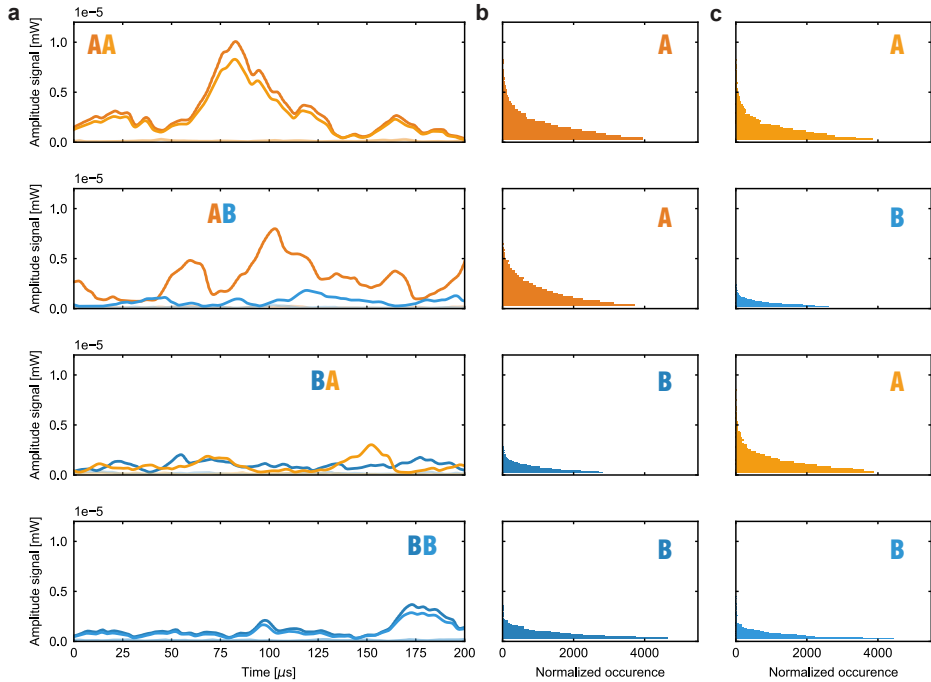 a
b
c
1e−5
Amplitude signal [mW]
1.0
0.5
0.0
AA
A
A
1e−5
Amplitude signal [mW]
1.0
0.5
0.0
AB
A
B
1e−5
Amplitude signal [mW]
1.0
0.5
0.0
BA
B
A
1e−5
Amplitude signal [mW]
1.0
0.5
0.0
BB
B
B
0 25 50 75 100 125 150 175 200
0 2000 4000
0 2000 4000
Time [μs]
Normalized occurence
Normalized occurence